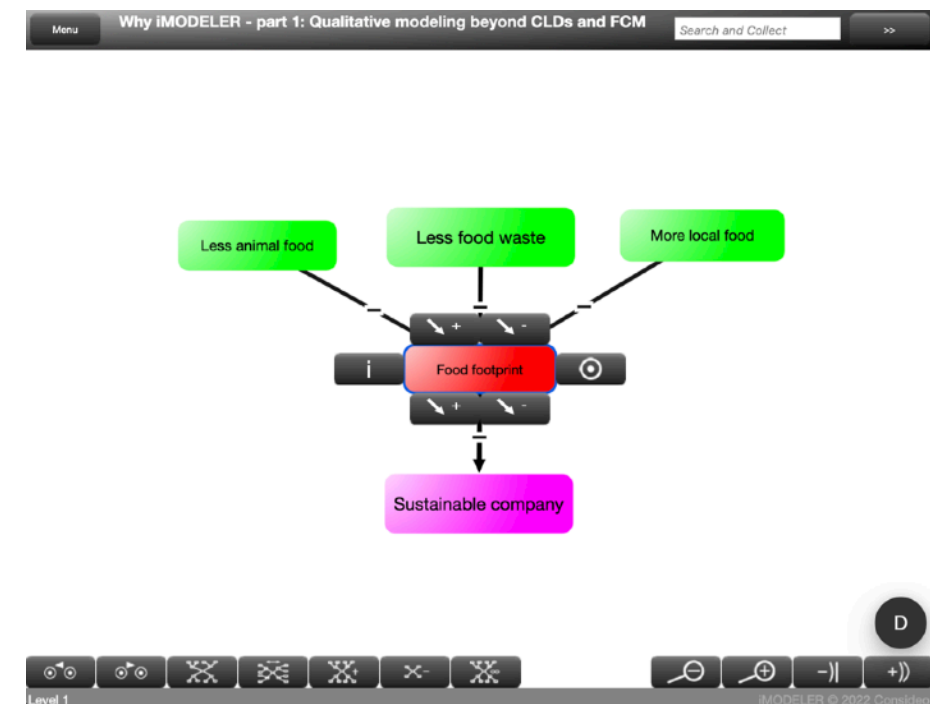 Menu
Why iMODELER - part 1: Qualitative modeling beyond CLDs and FCM
Search and Collect
>>
Less animal food
Less food waste
More local food
+ -
i
Food footprint
+ -
Sustainable company
D
-)|
+))
Level 1
iMODELER © 2022 Consideo